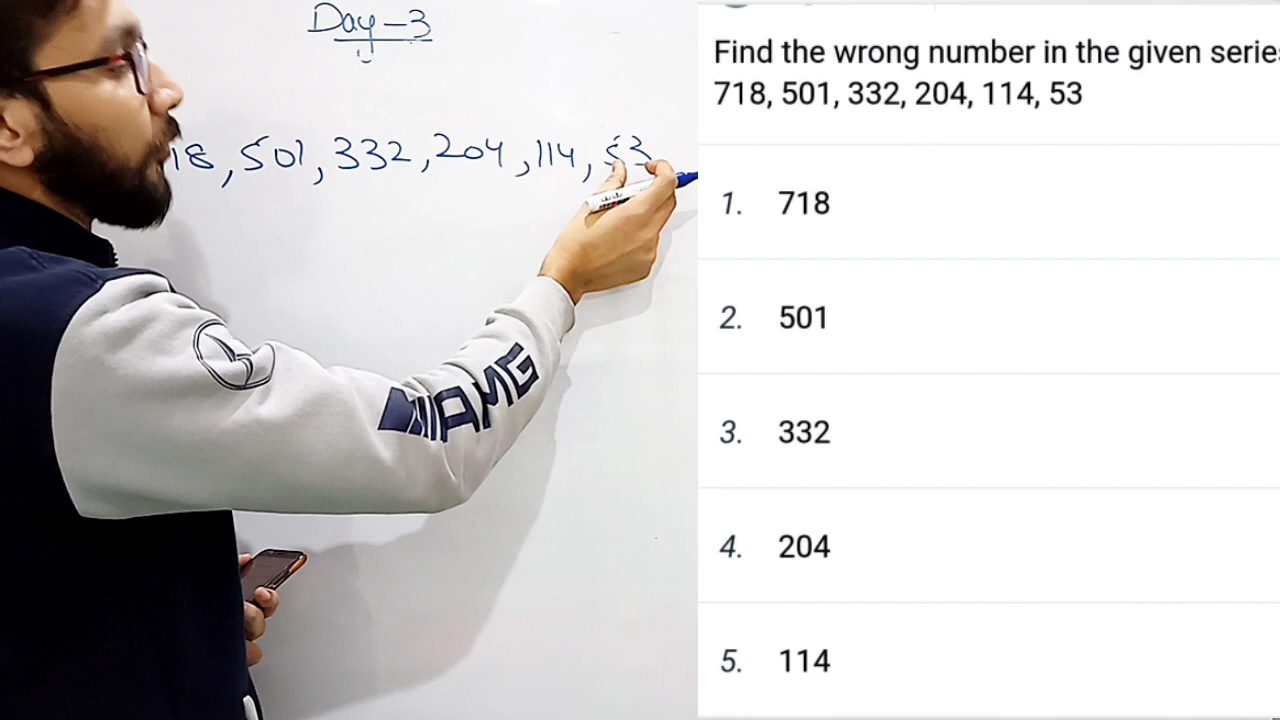 Day-3
18, 501, 332, 204, 114, 53
AMG
Find the wrong number in the given series
718, 501, 332, 204, 114, 53
1. 718
2. 501
3. 332
4. 204
5. 114